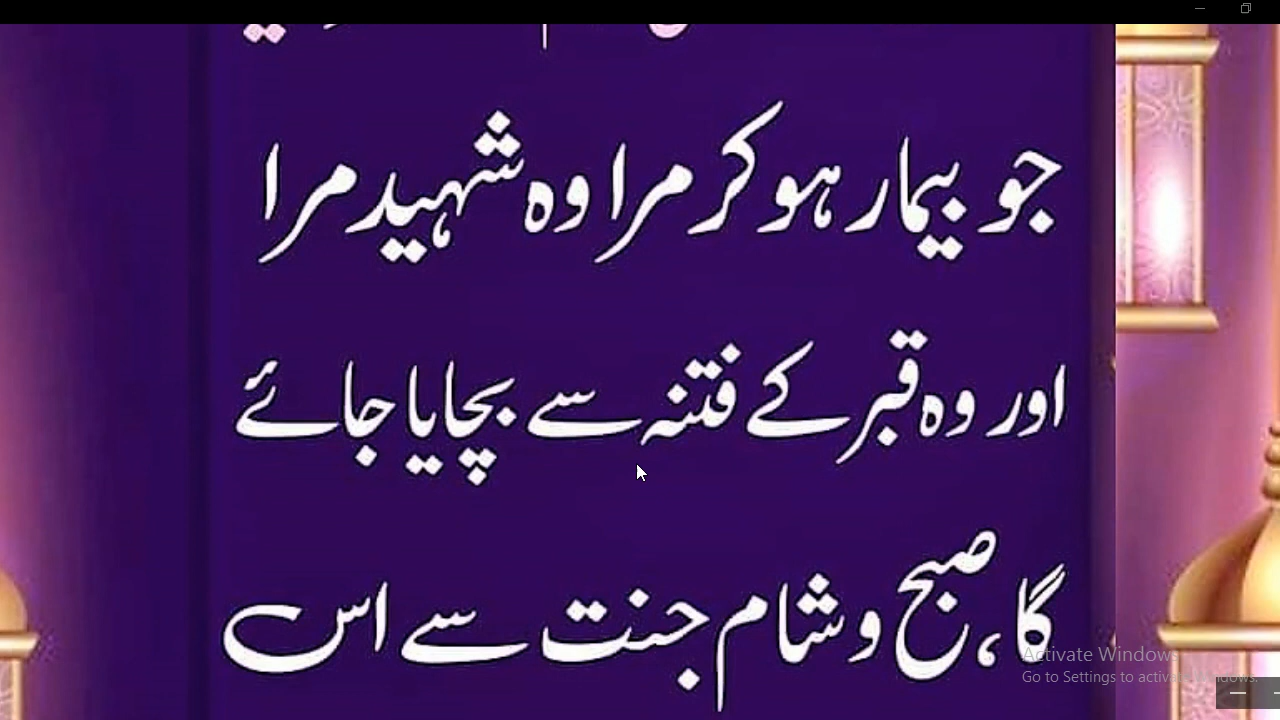 جو بیمار ہو کر مرا وہ شہید مرا
اور وہ قبر کے فتنہ سے بچایا جائے
گا، صبح و شام جنت سے اس
Activate Windows
Go to Settings to activate Windows.